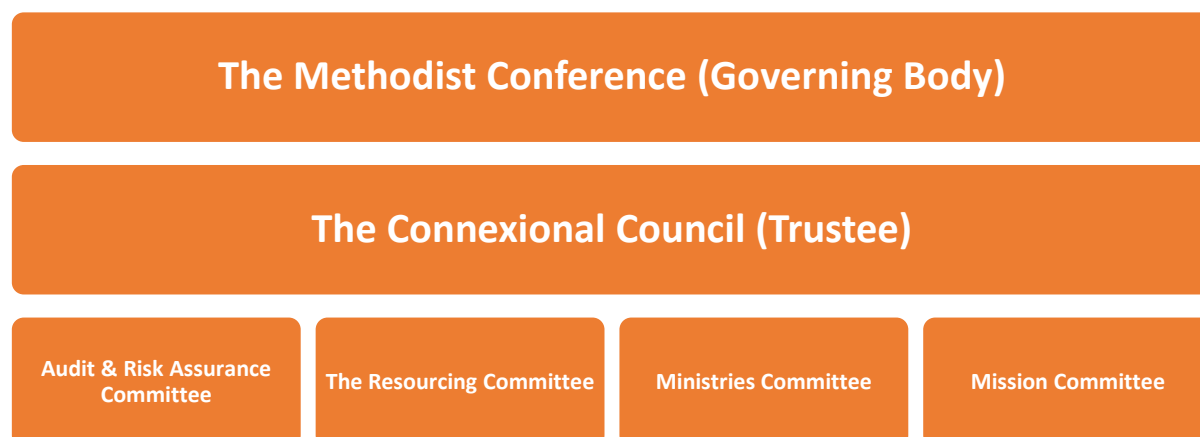 The Methodist Conference (Governing Body)
The Connexional Council (Trustee)
Audit & Risk Assurance
Committee
The Resourcing Committee
Ministries Committee
Mission Committee